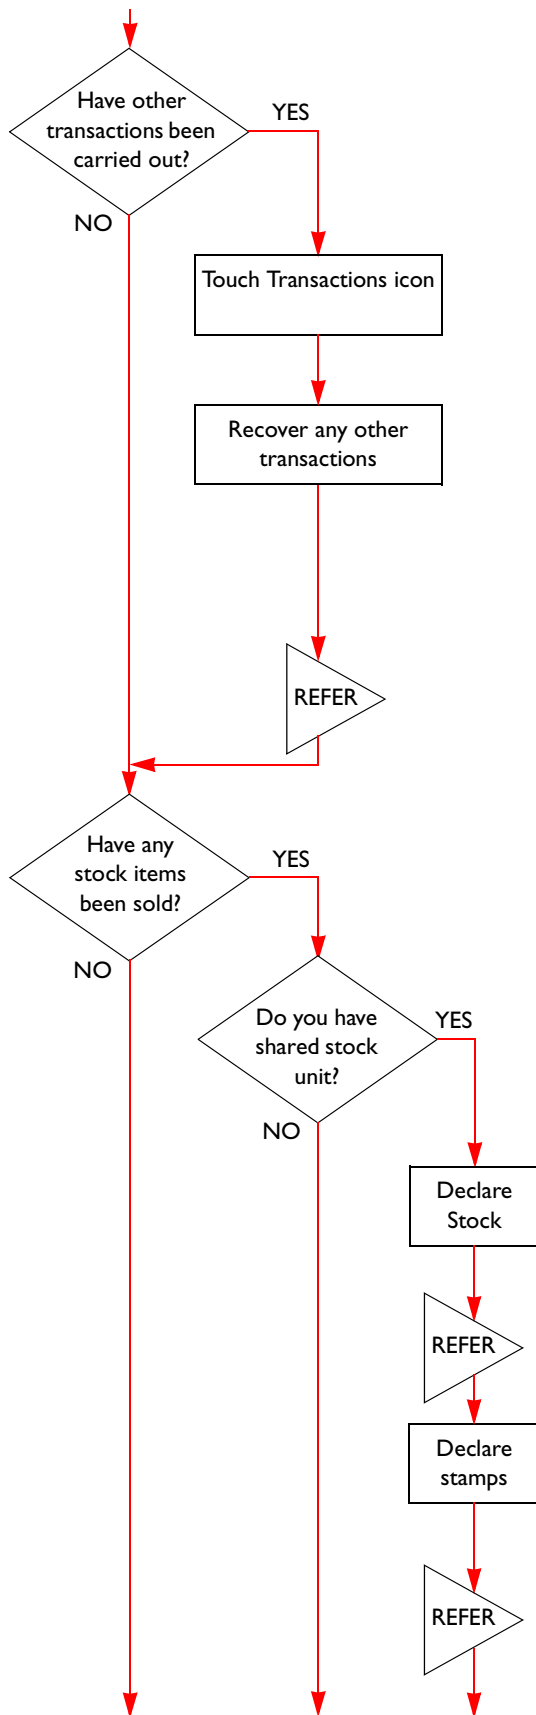 Have other
transactions been
carried out?
YES
NO
Touch Transactions icon
Recover any other
transactions
REFER
Have any
stock items
been sold?
YES
NO
Do you have
shared stock
unit?
YES
NO
Declare
Stock
REFER
Declare
stamps
REFER